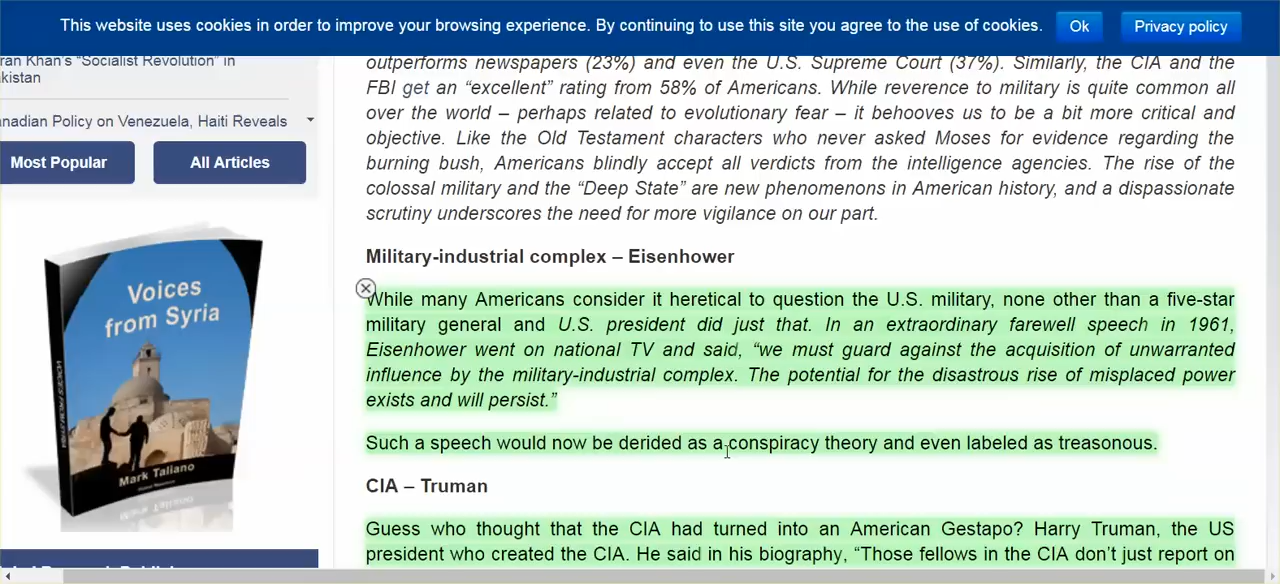 This website uses cookies in order to improve your browsing experience. By continuing to use this site you agree to the use of cookies.
Ok
Privacy policy
ran Khan's “Socialist Revolution” in
kistan
nadian Policy on Venezuela, Haiti Reveals
Most Popular
All Articles
Voices
from Syria
Mark Taliano
outperforms newspapers (23%) and even the U.S. Supreme Court (37%). Similarly, the CIA and the
FBI get an “excellent” rating from 58% of Americans. While reverence to military is quite common all
over the world – perhaps related to evolutionary fear – it behooves us to be a bit more critical and
objective. Like the Old Testament characters who never asked Moses for evidence regarding the
burning bush, Americans blindly accept all verdicts from the intelligence agencies. The rise of the
colossal military and the “Deep State” are new phenomenons in American history, and a dispassionate
scrutiny underscores the need for more vigilance on our part.
Military-industrial complex – Eisenhower
While many Americans consider it heretical to question the U.S. military, none other than a five-star
military general and U.S. president did just that. In an extraordinary farewell speech in 1961,
Eisenhower went on national TV and said, “we must guard against the acquisition of unwarranted
influence by the military-industrial complex. The potential for the disastrous rise of misplaced power
exists and will persist.”
Such a speech would now be derided as a conspiracy theory and even labeled as treasonous.
CIA – Truman
Guess who thought that the CIA had turned into an American Gestapo? Harry Truman, the US
president who created the CIA. He said in his biography, “Those fellows in the CIA don’t just report on